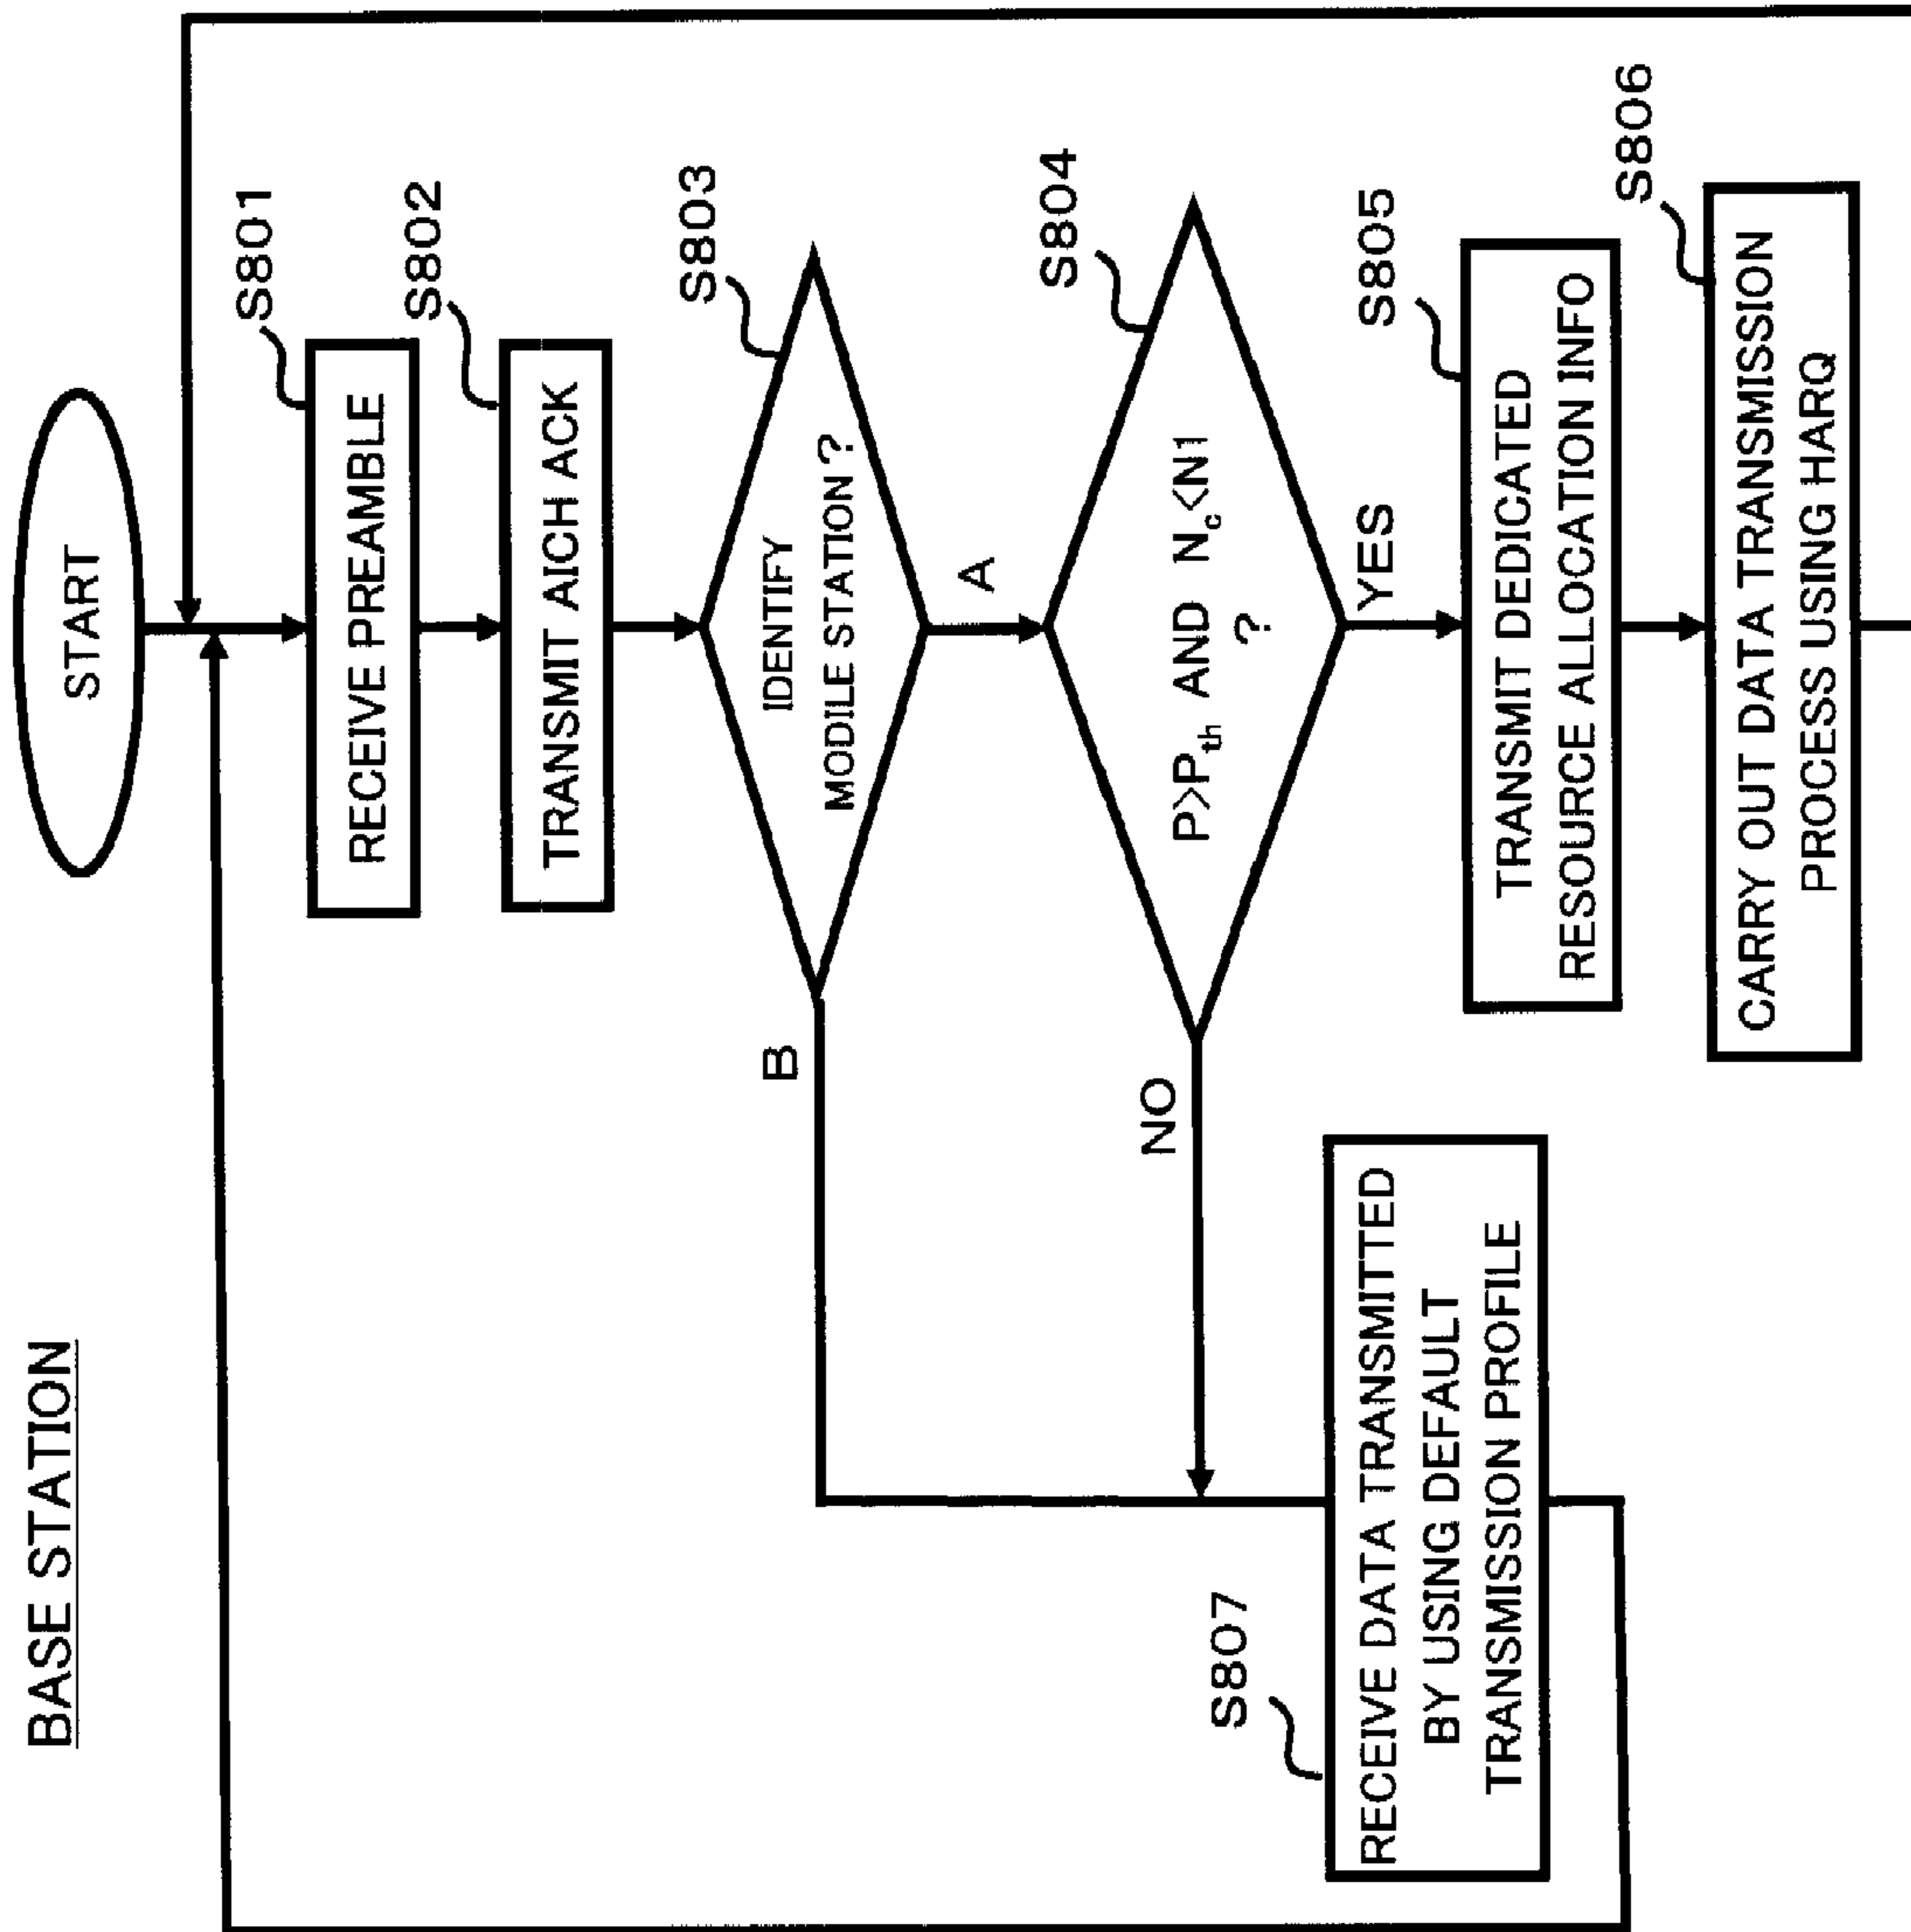 BASE STATION
START
S801
RECEIVE PREAMBLE
S802
TRANSMIT AICH ACK
S803
IDENTIFY
MODILE STATION ?
B
A
S804
P>P_th AND N_c<N1
?
NO
YES
S805
TRANSMIT DEDICATED
RESOURCE ALLOCATION INFO
S806
CARRY OUT DATA TRANSMISSION
PROCESS USING HARQ
S807
RECEIVE DATA TRANSMITTED
BY USING DEFAULT
TRANSMISSION PROFILE